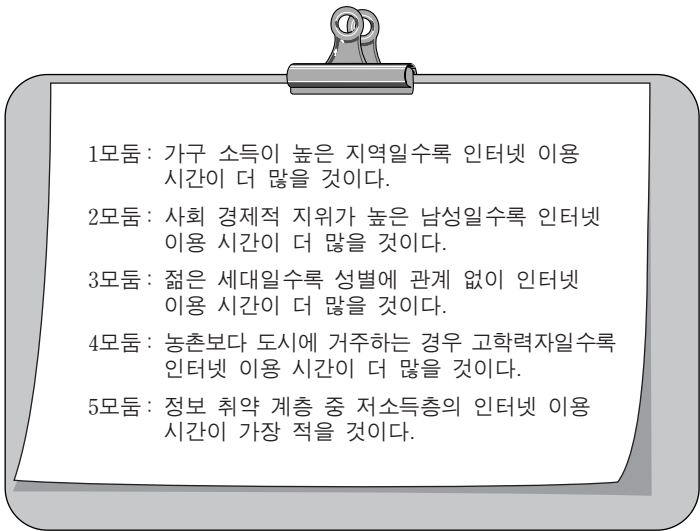 1모둠 : 가구 소득이 높은 지역일수록 인터넷 이용
시간이 더 많을 것이다.
2모둠 : 사회 경제적 지위가 높은 남성일수록 인터넷
이용 시간이 더 많을 것이다.
3모둠 : 젊은 세대일수록 성별에 관계 없이 인터넷
이용 시간이 더 많을 것이다.
4모둠 : 농촌보다 도시에 거주하는 경우 고학력자일수록
인터넷 이용 시간이 더 많을 것이다.
5모둠 : 정보 취약 계층 중 저소득층의 인터넷 이용
시간이 가장 적을 것이다.